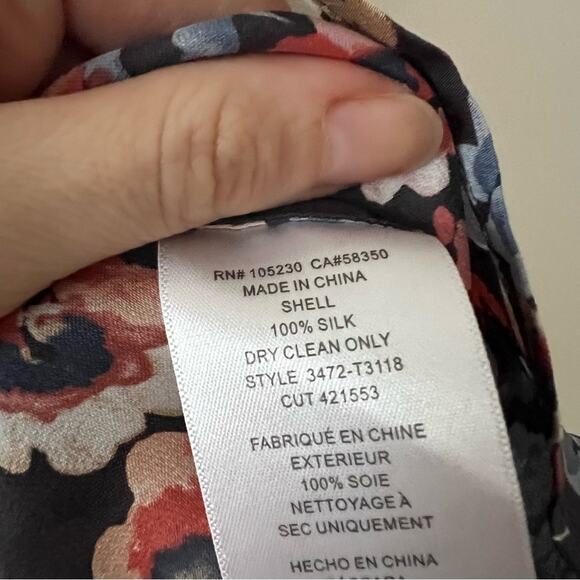 RN# 105230 CA#58350
MADE IN CHINA
SHELL
100% SILK
DRY CLEAN ONLY
STYLE 3472-T3118
CUT 421553
FABRIQUÉ EN CHINE
EXTERIEUR
100% SOIE
NETTOYAGE À
SEC UNIQUEMENT
HECHO EN CHINA